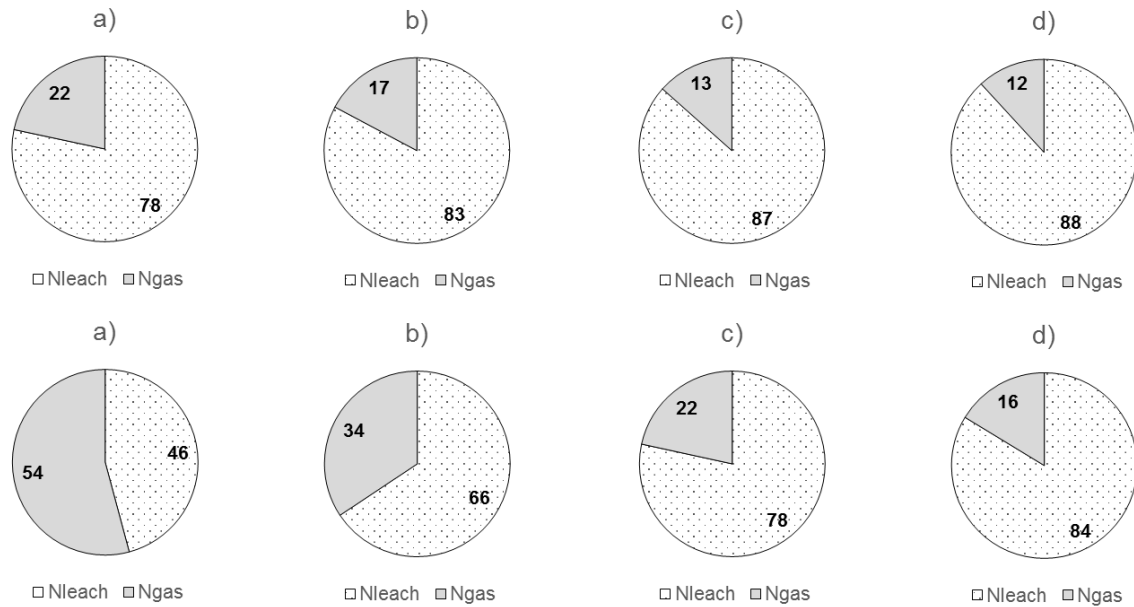 a) b) c) d)
22 17 13 12
78 83 87 88
Nleach Ngas Nleach Ngas Nleach Ngas Nleach Ngas
a) b) c) d)
54 46 34 66 22 78 16 84
Nleach Ngas Nleach Ngas Nleach Ngas Nleach Ngas